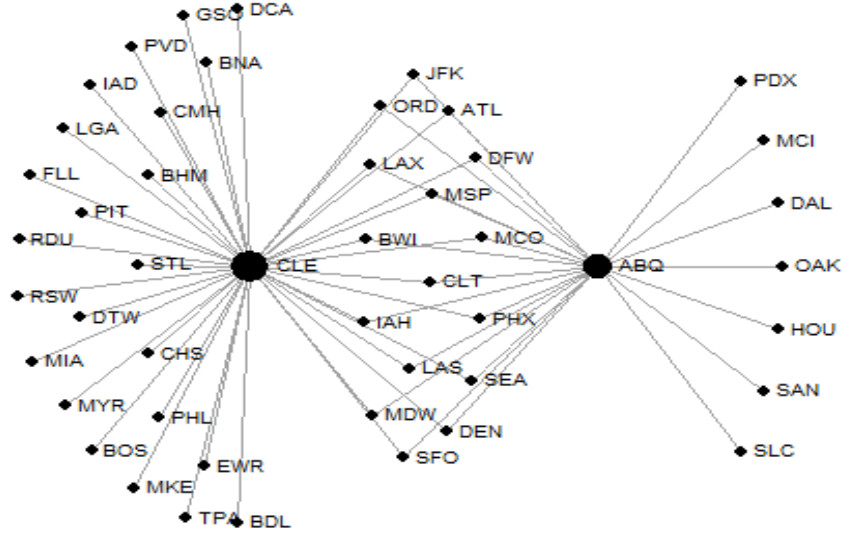 GSO
DCA
PVD
BNA
JFK
IAD
PDX
CMH
ORD
ATL
LGA
MCI
LAX
DFW
FLL
BHM
MSP
DAL
PIT
RDU
BWI
MCO
STL
CLE
ABQ
OAK
CLT
RSW
DTW
IAH
PHX
HOU
MIA
CHS
LAS
SEA
SAN
MYR
PHL
MDW
DEN
BOS
SFO
SLC
EWR
MKE
TPA
BDL